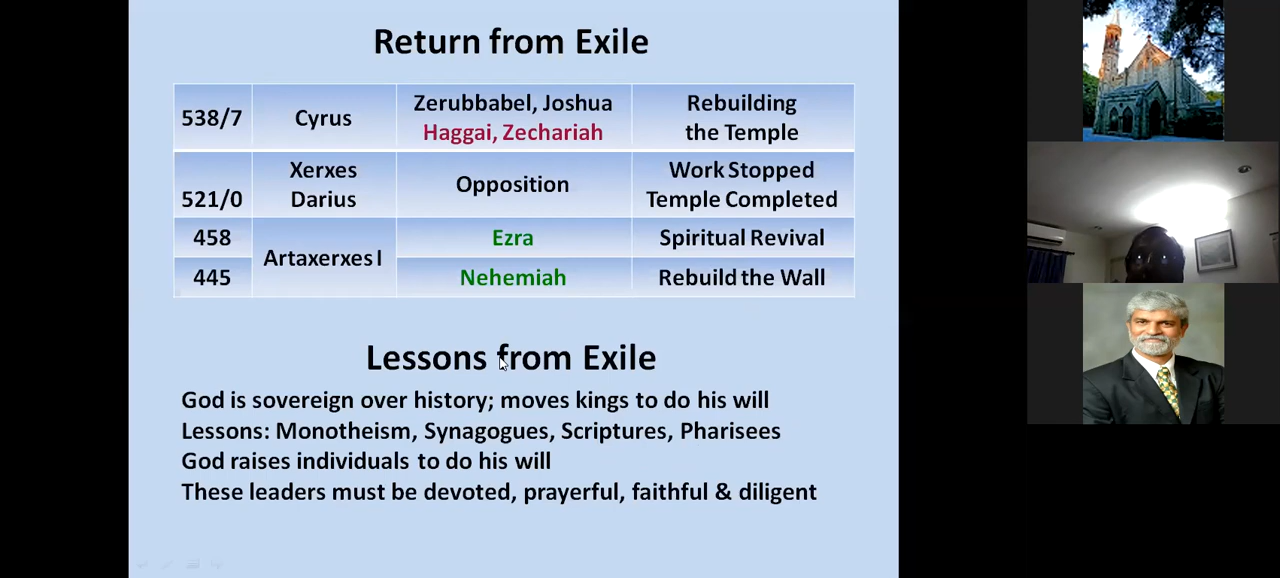 Return from Exile
538/7 Cyrus Zerubbabel, Joshua Rebuilding
Haggai, Zechariah the Temple
Xerxes Opposition Work Stopped
521/0 Darius Temple Completed
458 Artaxerxes I Ezra Spiritual Revival
445 Nehemiah Rebuild the Wall
Lessons from Exile
God is sovereign over history; moves kings to do his will
Lessons: Monotheism, Synagogues, Scriptures, Pharisees
God raises individuals to do his will
These leaders must be devoted, prayerful, faithful & diligent